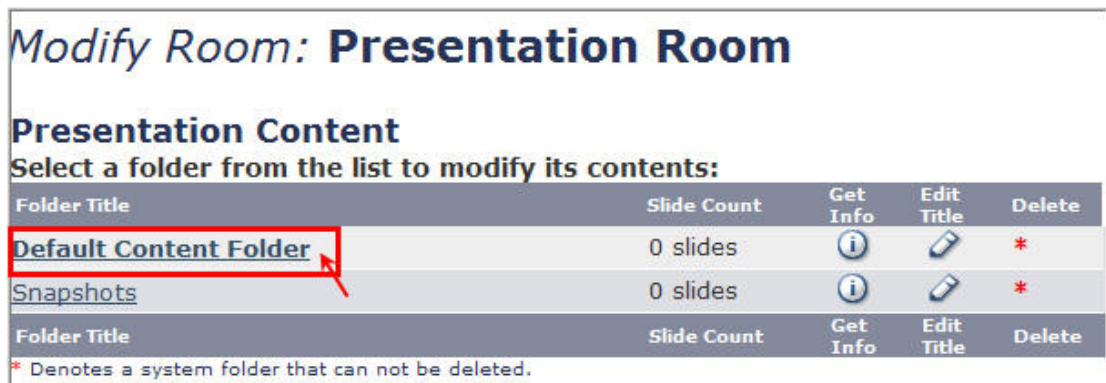 Modify Room: Presentation Room
Presentation Content
Select a folder from the list to modify its contents:
Folder Title Slide Count Get Info Edit Title Delete
Default Content Folder 0 slides *
Snapshots 0 slides *
Folder Title Slide Count Get Info Edit Title Delete
* Denotes a system folder that can not be deleted.